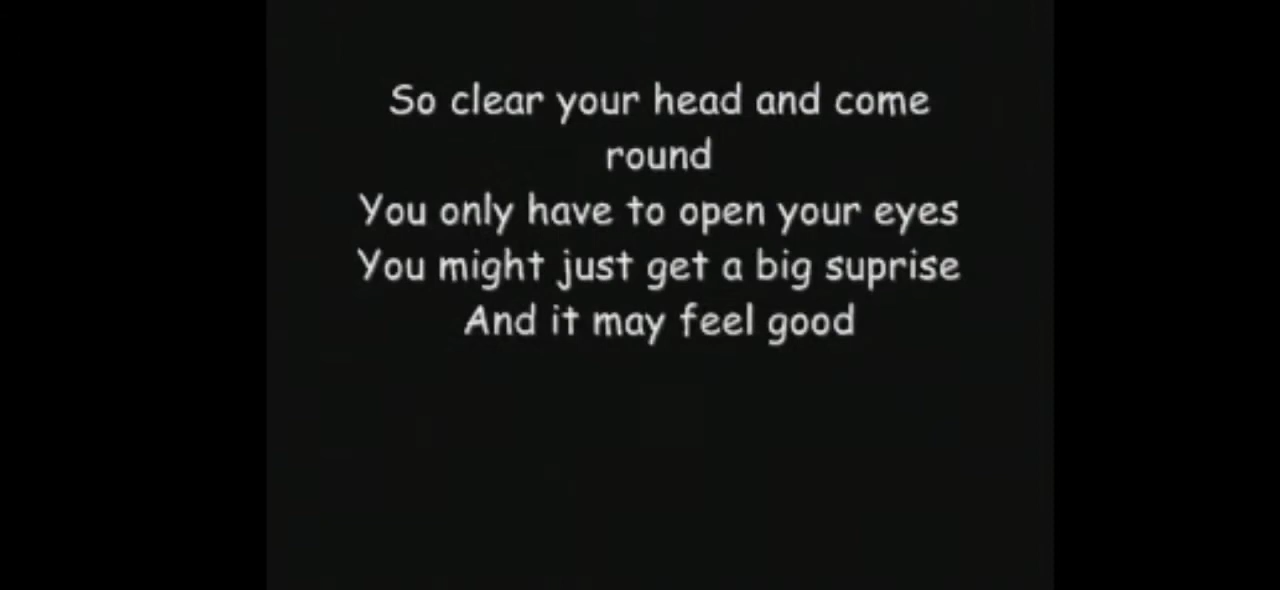 So clear your head and come
round
You only have to open your eyes
You might just get a big suprise
And it may feel good